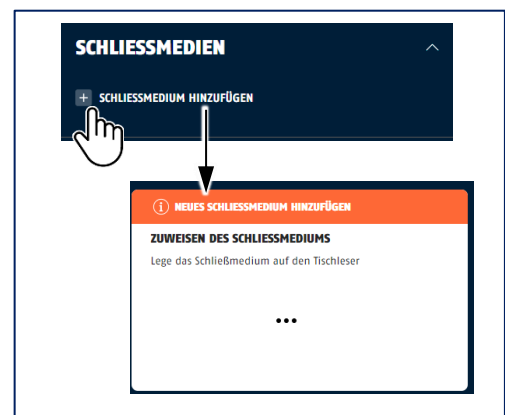 SCHLIESSMEDIEN
+ SCHLIESSMEDIUM HINZUFÜGEN
i NEUES SCHLIESSMEDIUM HINZUFÜGEN
ZUWEISEN DES SCHLIESSMEDIUMS
Lege das Schließmedium auf den Tischleser
...